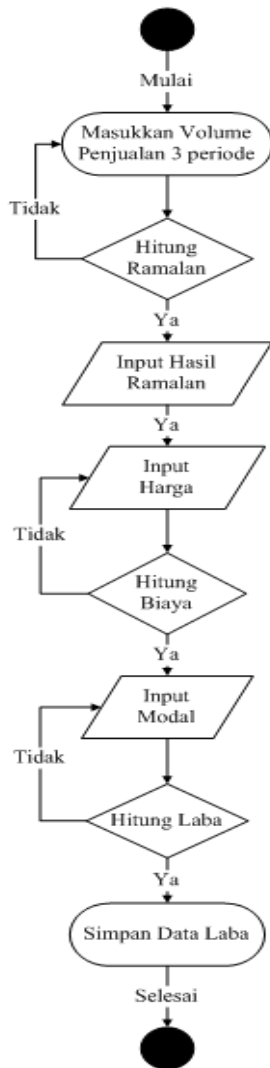 Mulai
Masukkan Volume
Penjualan 3 periode
Tidak
Hitung
Ramalan
Ya
Input Hasil
Ramalan
Ya
Input
Harga
Tidak
Hitung
Biaya
Ya
Input
Modal
Tidak
Hitung Laba
Ya
Simpan Data Laba
Selesai